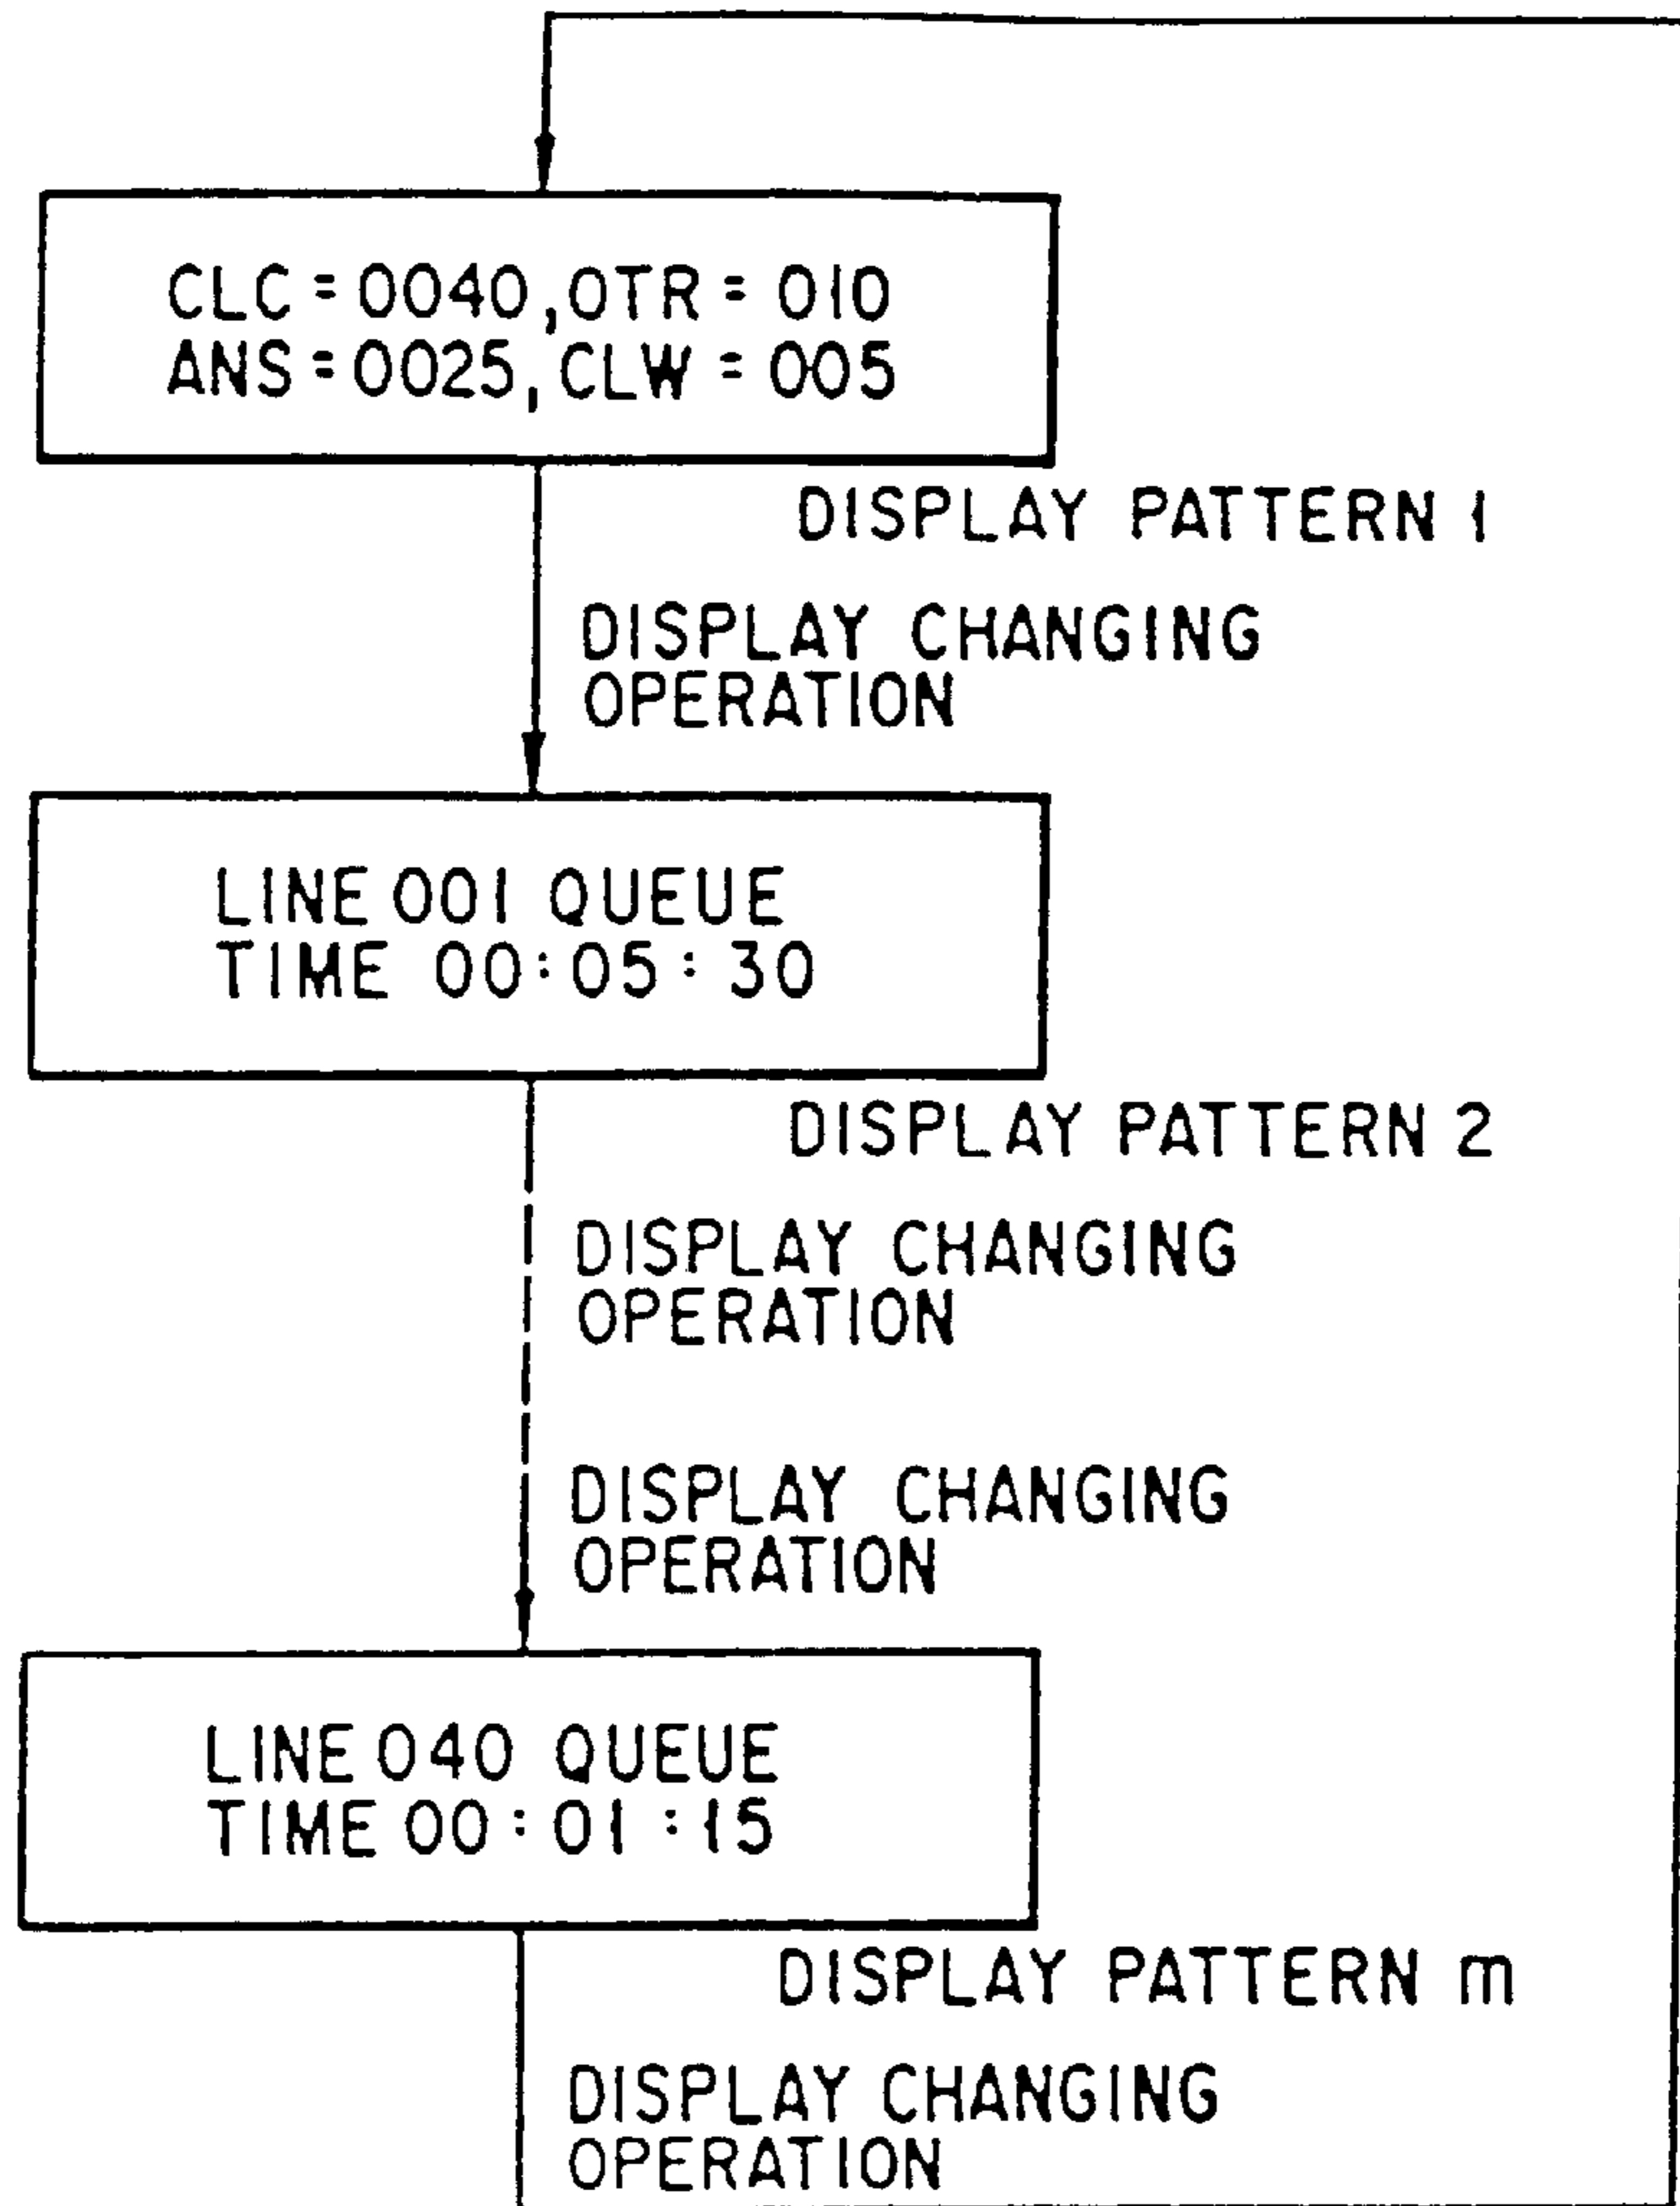 CLC = 0040, OTR = 010
ANS = 0025, CLW = 005
DISPLAY PATTERN 1
DISPLAY CHANGING
OPERATION
LINE 001 QUEUE
TIME 00:05:30
DISPLAY PATTERN 2
DISPLAY CHANGING
OPERATION
DISPLAY CHANGING
OPERATION
LINE 040 QUEUE
TIME 00:01:15
DISPLAY PATTERN m
DISPLAY CHANGING
OPERATION